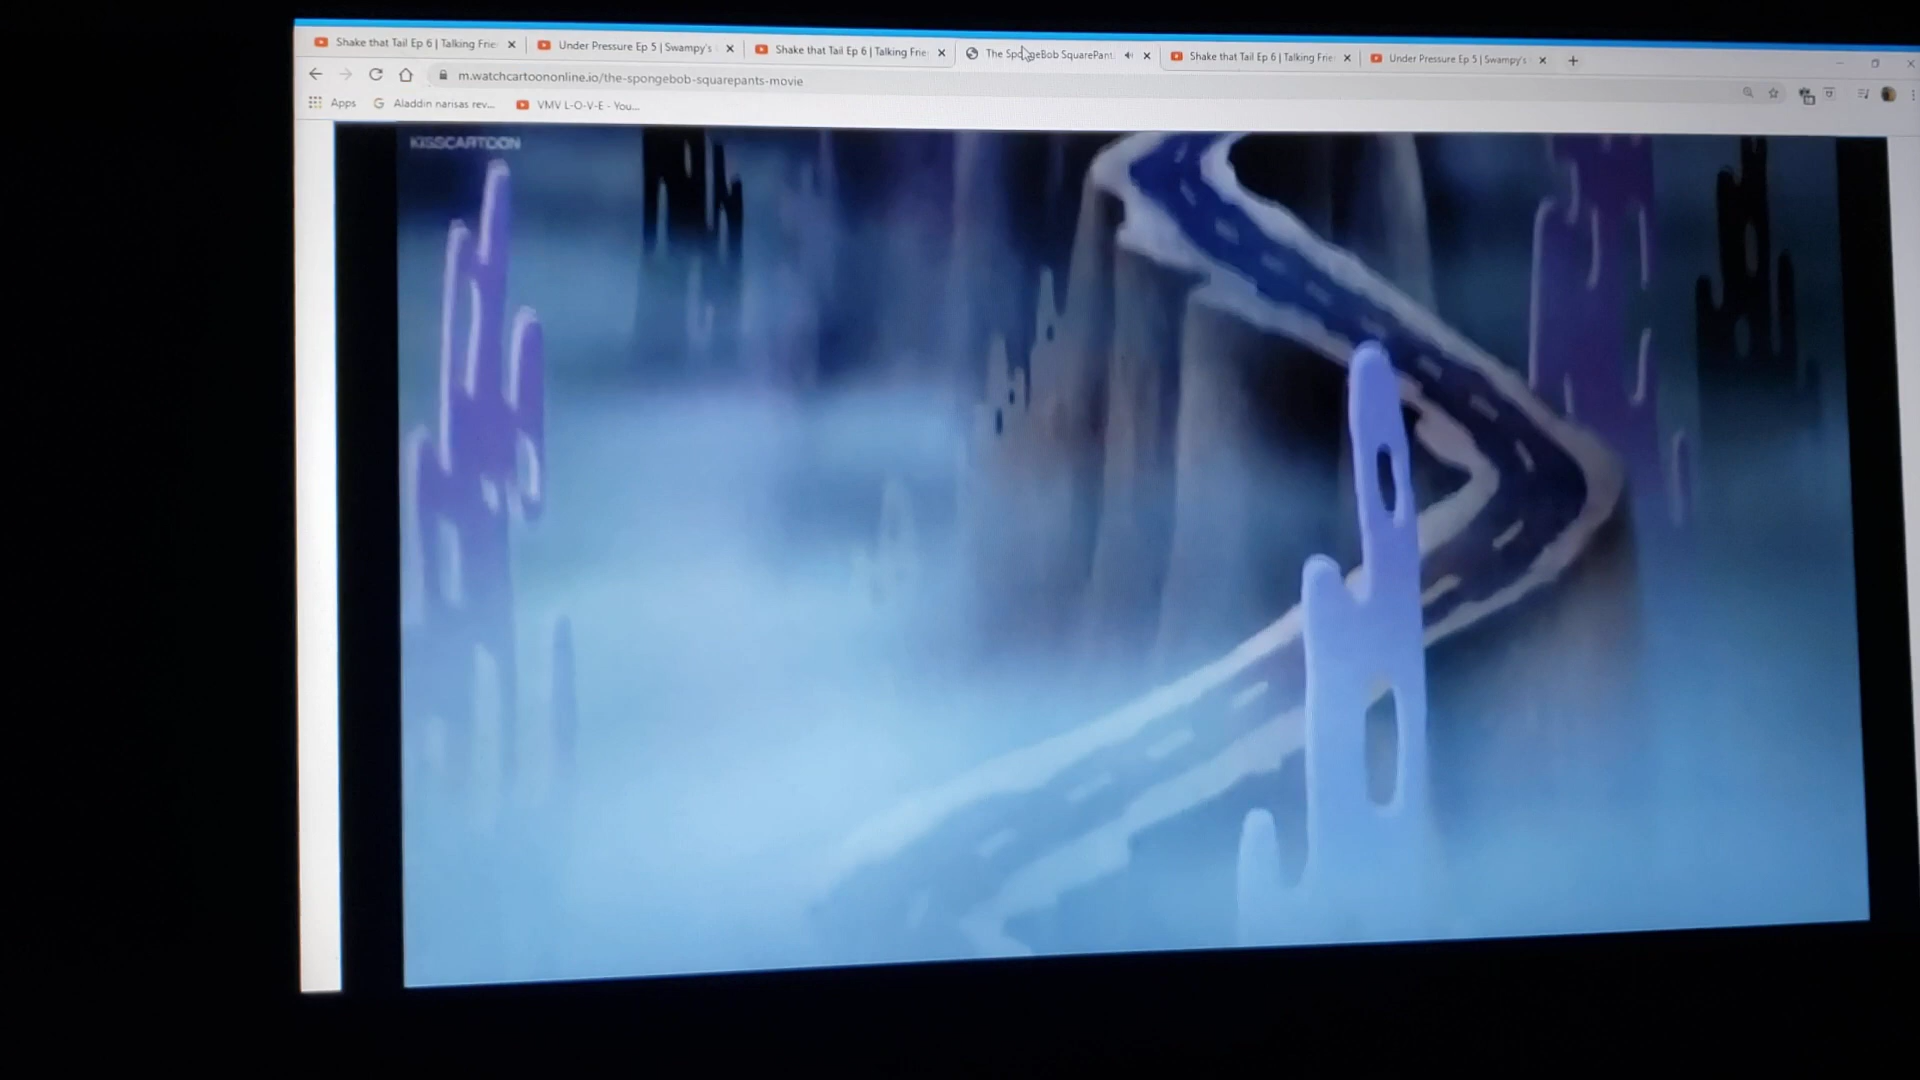 Shake that Tail Ep 6 | Talking Frie
Under Pressure Ep 5 | Swampy's
Shake that Tail Ep 6 | Talking Frie
The SpongeBob SquarePant
Shake that Tail Ep 6 | Talking Frie
Under Pressure Ep 5 | Swampy's
m.watchcartoononline.io/the-spongebob-squarepants-movie
Apps
Aladdin narisas rev...
VMV L-O-V-E - You...
KISSCARTOON